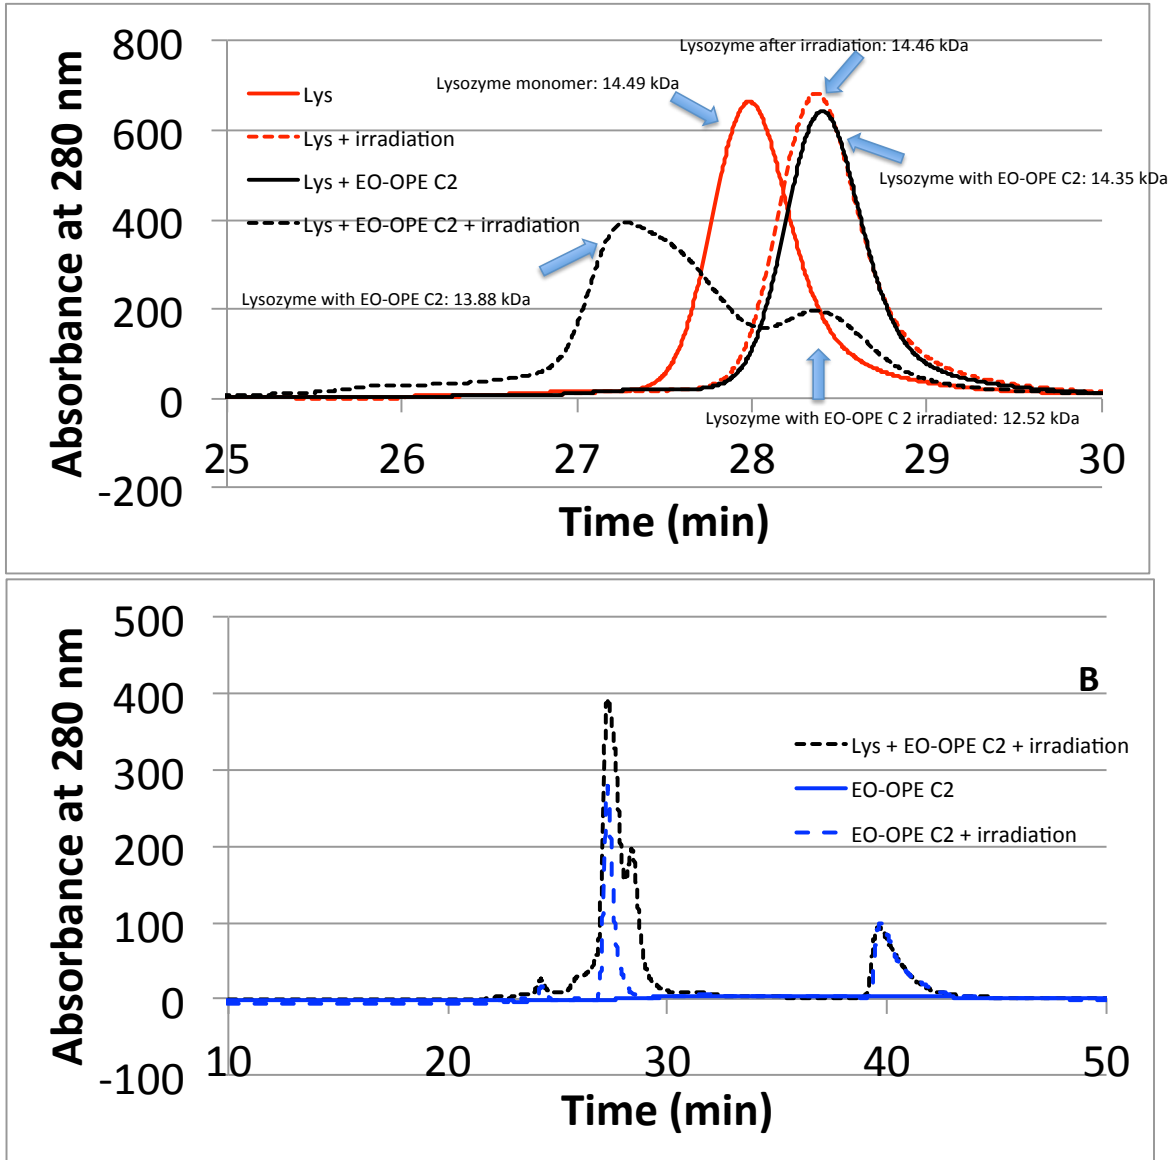 800
600
400
200
0
-200
Absorbance at 280 nm
Lysozyme after irradiation: 14.46 kDa
Lysozyme monomer: 14.49 kDa
Lys
Lys + irradiation
Lys + EO-OPE C2
Lys + EO-OPE C2 + irradiation
Lysozyme with EO-OPE C2: 14.35 kDa
Lysozyme with EO-OPE C2: 13.88 kDa
Lysozyme with EO-OPE C 2 irradiated: 12.52 kDa
25 26 27 28 29 30
Time (min)
500
400
300
200
100
0
-100
Absorbance at 280 nm
B
Lys + EO-OPE C2 + irradiation
EO-OPE C2
EO-OPE C2 + irradiation
10 20 30 40 50
Time (min)